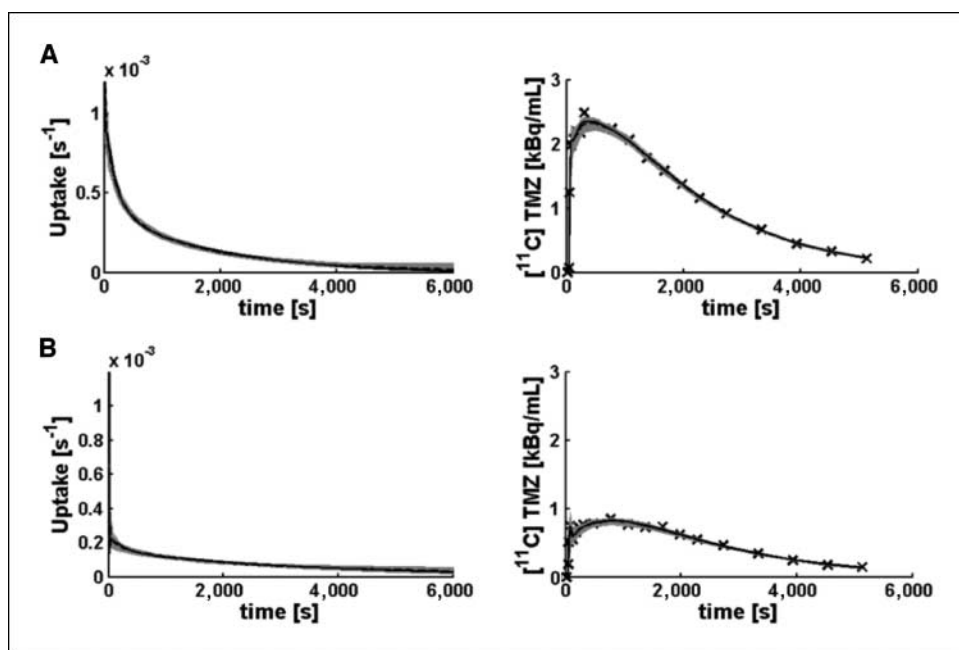 A
x 10⁻³
Uptake [s⁻¹]
1
0.5
0
0 2,000 4,000 6,000
time [s]
[¹¹C] TMZ [kBq/mL]
3
2
1
0
0 2,000 4,000 6,000
time [s]
B
x 10⁻³
Uptake [s⁻¹]
1
0.8
0.6
0.4
0.2
0
0 2,000 4,000 6,000
time [s]
[¹¹C] TMZ [kBq/mL]
3
2
1
0
0 2,000 4,000 6,000
time [s]